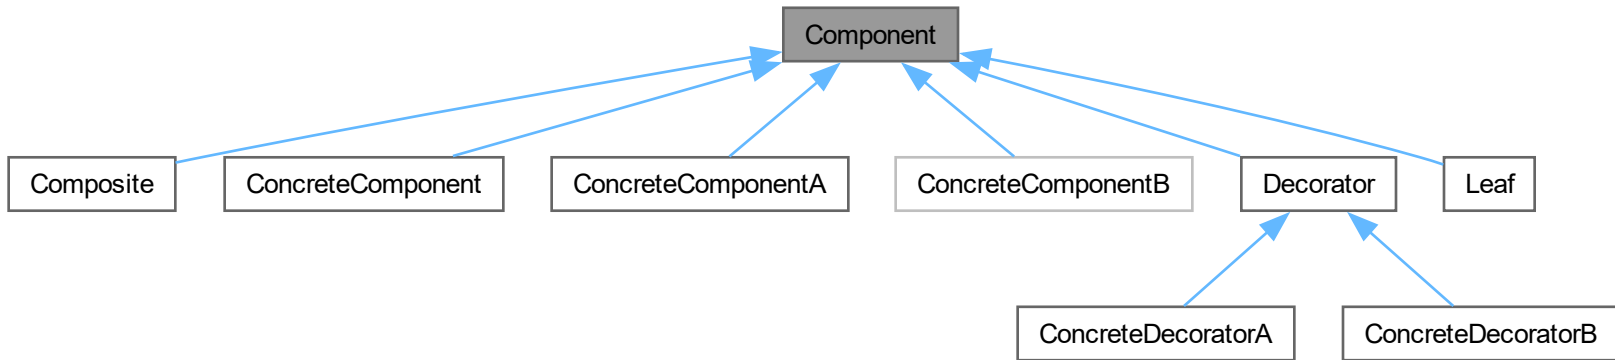 Component
Composite
ConcreteComponent
ConcreteComponentA
ConcreteComponentB
Decorator
Leaf
ConcreteDecoratorA
ConcreteDecoratorB